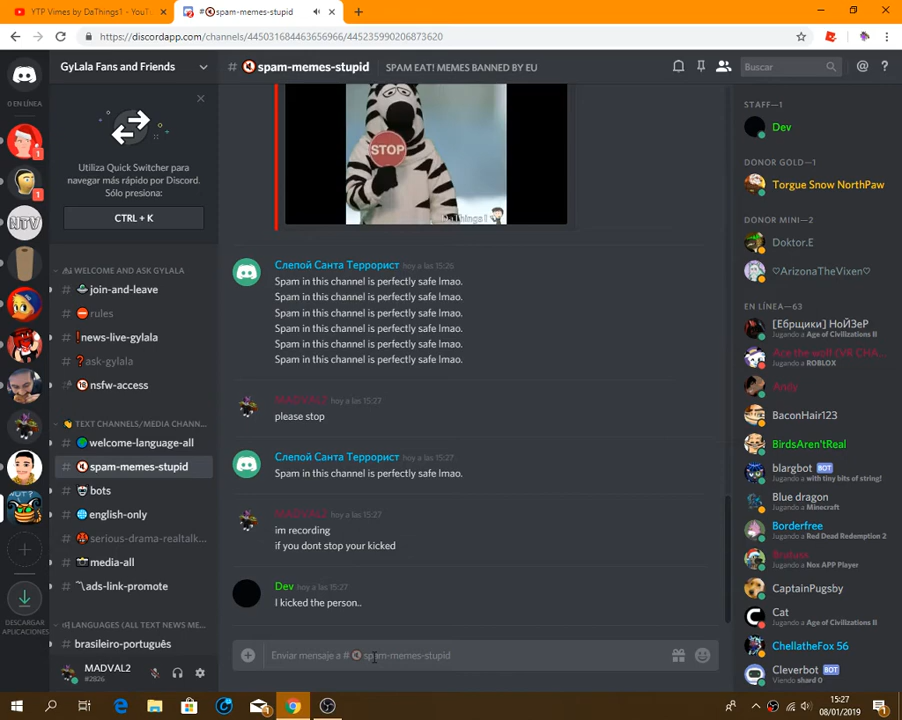 YTP Vimes by DaThings1 - YouT
#spam-memes-stupid
https://discordapp.com/channels/445031684463656966/445235990206873620
GyLala Fans and Friends
# spam-memes-stupid
SPAM EAT! MEMES BANNED BY EU
Buscar
0 EN LÍNEA
1
1
NTV
NUT?
DESCARGAR
APLICACIONES
Utiliza Quick Switcher para
navegar más rápido por Discord.
Sólo presiona:
CTRL + K
WELCOME AND ASK GYLALA
# join-and-leave
# rules
# news-live-gylala
# ask-gylala
# 18 nsfw-access
TEXT CHANNELS/MEDIA CHANN...
# welcome-language-all
# spam-memes-stupid
# bots
# english-only
# serious-drama-realtalk...
# media-all
# ads-link-promote
LANGUAGES (ALL TEXT NEWS ME...
# brasileiro-português
MADVAL2
#2826
STOP
DaThings1
Слепой Санта Террорист hoy a las 15:26
Spam in this channel is perfectly safe lmao.
Spam in this channel is perfectly safe lmao.
Spam in this channel is perfectly safe lmao.
Spam in this channel is perfectly safe lmao.
Spam in this channel is perfectly safe lmao.
Spam in this channel is perfectly safe lmao.
MADVAL2 hoy a las 15:27
please stop
Слепой Санта Террорист hoy a las 15:27
Spam in this channel is perfectly safe lmao.
MADVAL2 hoy a las 15:27
im recording
if you dont stop your kicked
Dev hoy a las 15:27
I kicked the person..
Enviar mensaje a # spam-memes-stupid
STAFF—1
Dev
DONOR GOLD—1
Torgue Snow NorthPaw
DONOR MINI—2
Doktor.E
♡ArizonaTheVixen♡
EN LÍNEA—63
[Ебрщики] НоЙЗеР
Jugando a Age of Civilizations II
Ace the wolf (VR CHA...
Jugando a ROBLOX
Andy
BaconHair123
BirdsAren'tReal
blargbot BOT
Jugando a with tiny bits of string!
Blue dragon
Jugando a Minecraft
Borderfree
Jugando a Red Dead Redemption 2
Jugando a Nox APP Player
CaptainPugsby
Cat
Jugando a Age of Civilizations II
ChellatheFox 56
Cleverbot BOT
Viendo shard 0
15:27
08/01/2019